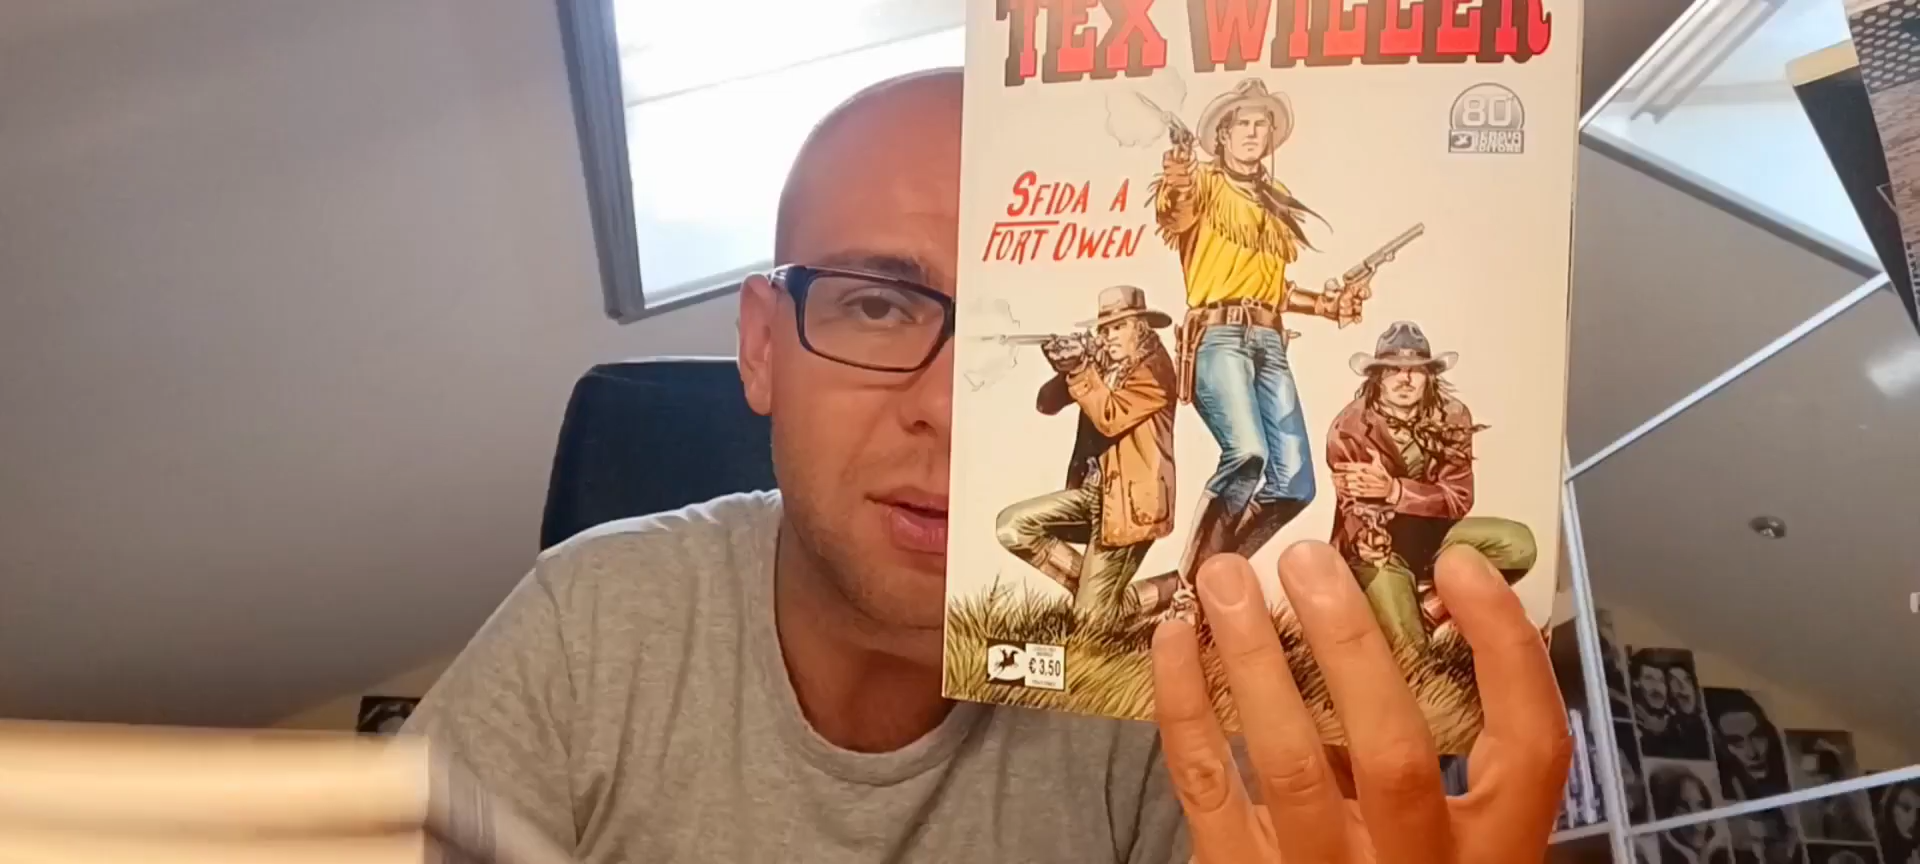 TEX WILLER
80
SFIDA A
FORT OWEN
€ 3,50